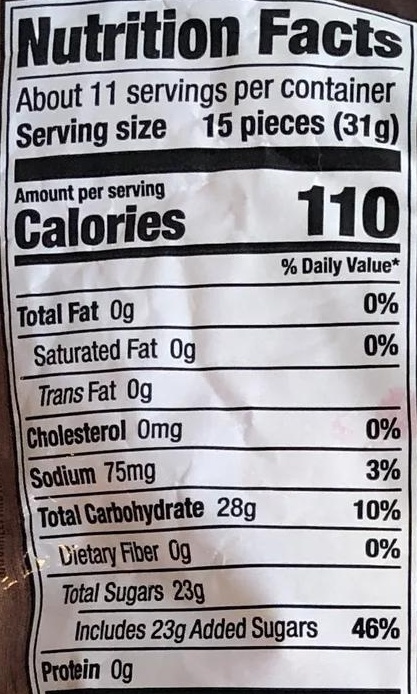 Nutrition Facts
About 11 servings per container
Serving size 15 pieces (31g)
Amount per serving
Calories 110
% Daily Value*
Total Fat 0g 0%
Saturated Fat 0g 0%
Trans Fat 0g
Cholesterol 0mg 0%
Sodium 75mg 3%
Total Carbohydrate 28g 10%
Dietary Fiber 0g 0%
Total Sugars 23g
Includes 23g Added Sugars 46%
Protein 0g